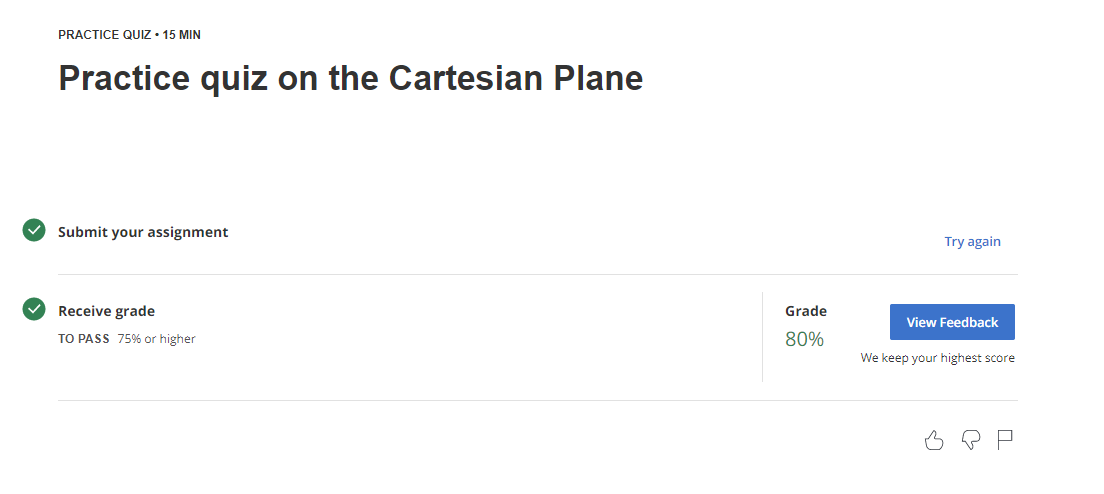 PRACTICE QUIZ • 15 MIN
Practice quiz on the Cartesian Plane
Submit your assignment
Try again
Receive grade
TO PASS 75% or higher
Grade
80%
View Feedback
We keep your highest score